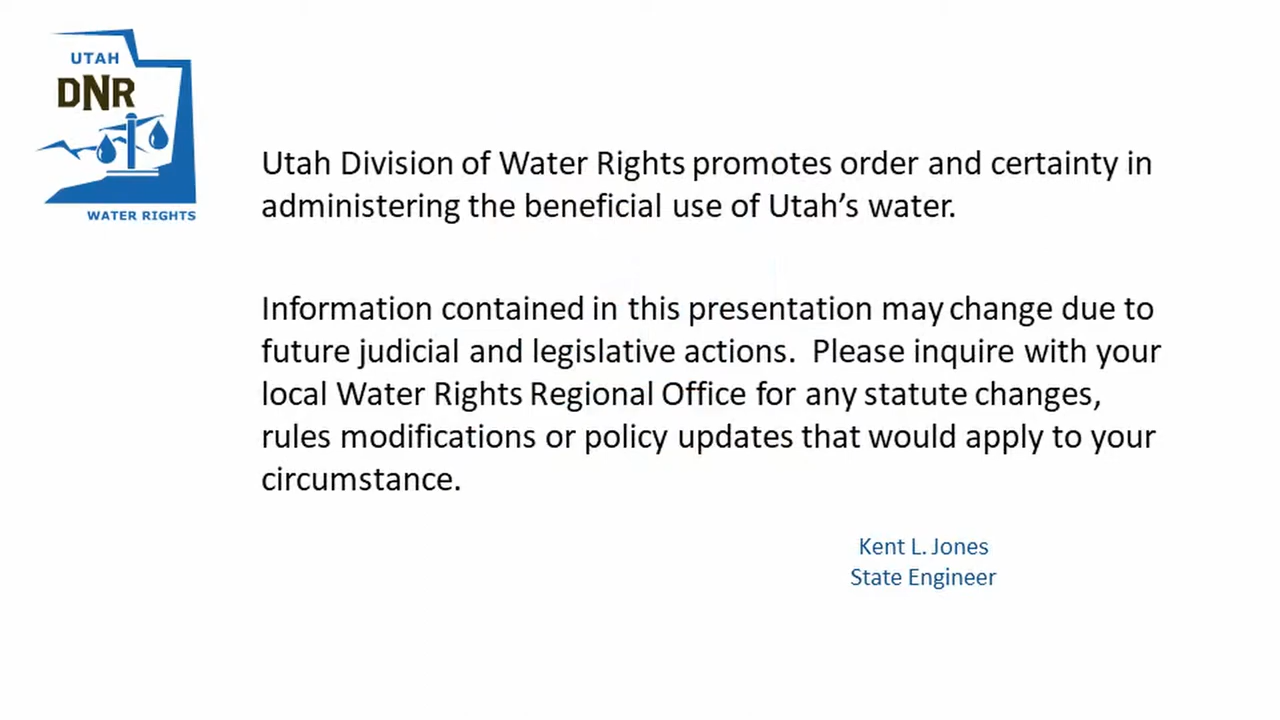 UTAH
DNR
WATER RIGHTS
Utah Division of Water Rights promotes order and certainty in
administering the beneficial use of Utah’s water.
Information contained in this presentation may change due to
future judicial and legislative actions.  Please inquire with your
local Water Rights Regional Office for any statute changes,
rules modifications or policy updates that would apply to your
circumstance.
Kent L. Jones
State Engineer